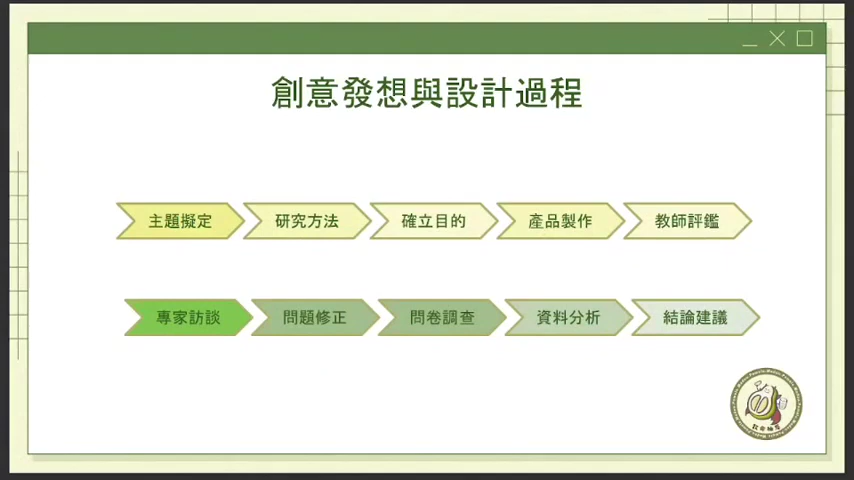 創意發想與設計過程
主題擬定 研究方法 確立目的 產品製作 教師評鑑
專家訪談 問題修正 問卷調查 資料分析 結論建議